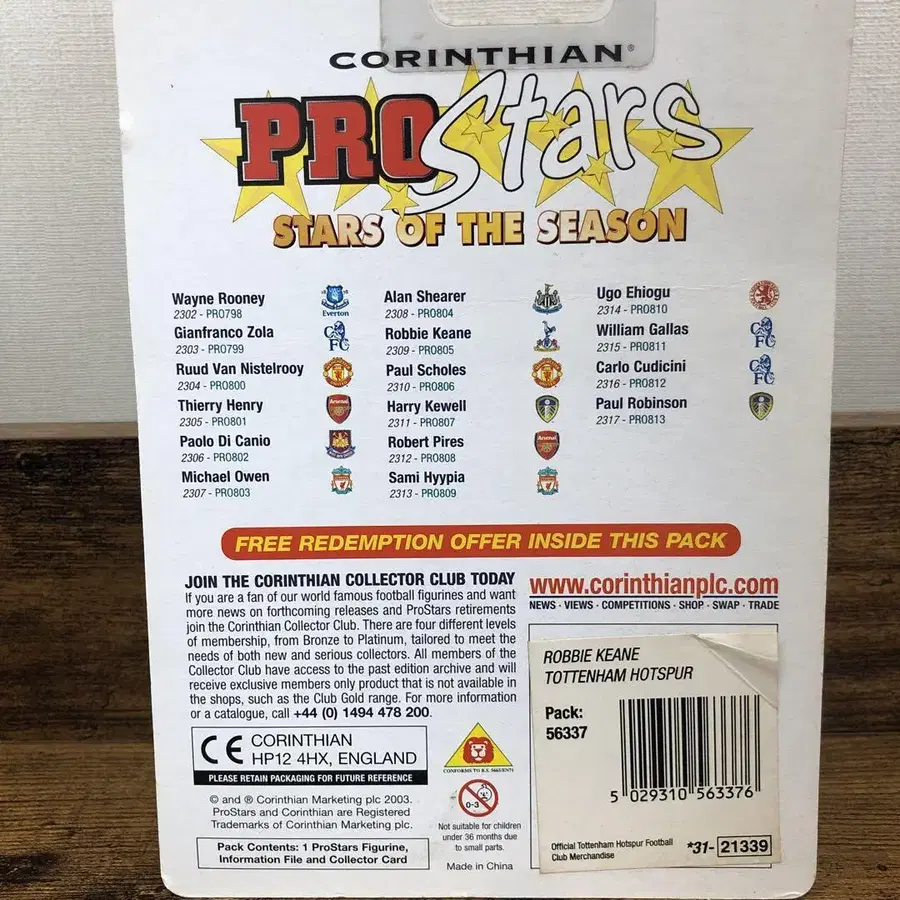 CORINTHIAN®
PRO Stars
STARS OF THE SEASON
Wayne Rooney
2302 - PRO798
Everton
Gianfranco Zola
2303 - PRO799
Ruud Van Nistelrooy
2304 - PRO800
Thierry Henry
2305 - PRO801
Arsenal
Paolo Di Canio
2306 - PRO802
Michael Owen
2307 - PRO803
Alan Shearer
2308 - PRO804
Robbie Keane
2309 - PRO805
Paul Scholes
2310 - PRO806
Harry Kewell
2311 - PRO807
Robert Pires
2312 - PRO808
Arsenal
Sami Hyypia
2313 - PRO809
Ugo Ehiogu
2314 - PRO810
William Gallas
2315 - PRO811
CFC
Carlo Cudicini
2316 - PRO812
CFC
Paul Robinson
2317 - PRO813
FREE REDEMPTION OFFER INSIDE THIS PACK
JOIN THE CORINTHIAN COLLECTOR CLUB TODAY
If you are a fan of our world famous football figurines and want
more news on forthcoming releases and ProStars retirements
join the Corinthian Collector Club. There are four different levels
of membership, from Bronze to Platinum, tailored to meet the
needs of both new and serious collectors. All members of the
Collector Club have access to the past edition archive and will
receive exclusive members only product that is not available in
the shops, such as the Club Gold range. For more information
or a catalogue, call +44 (0) 1494 478 200.
www.corinthianplc.com
NEWS · VIEWS · COMPETITIONS · SHOP · SWAP · TRADE
CE CORINTHIAN
HP12 4HX, ENGLAND
PLEASE RETAIN PACKAGING FOR FUTURE REFERENCE
© and ® Corinthian Marketing plc 2003.
ProStars and Corinthian are Registered
Trademarks of Corinthian Marketing plc.
Pack Contents: 1 ProStars Figurine,
Information File and Collector Card
CONFORMS TO B.S. 5665/EN71
0-3
Not suitable for children
under 36 months due
to small parts.
Made in China
ROBBIE KEANE
TOTTENHAM HOTSPUR
Pack:
56337
5 029310 563376
Official Tottenham Hotspur Football
Club Merchandise
*31- 21339